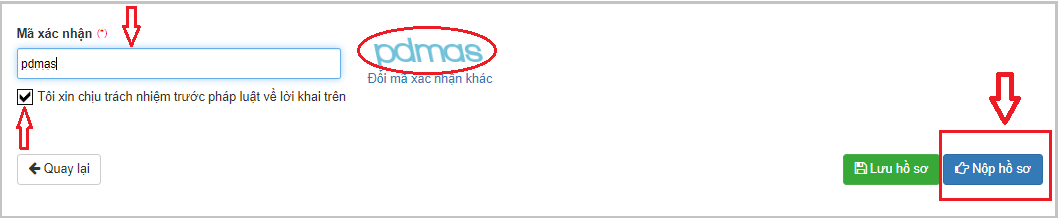 Mã xác nhận (*)
pdmas
pdmas
Đổi mã xác nhận khác
Tôi xin chịu trách nhiệm trước pháp luật về lời khai trên
Quay lại
Lưu hồ sơ
Nộp hồ sơ